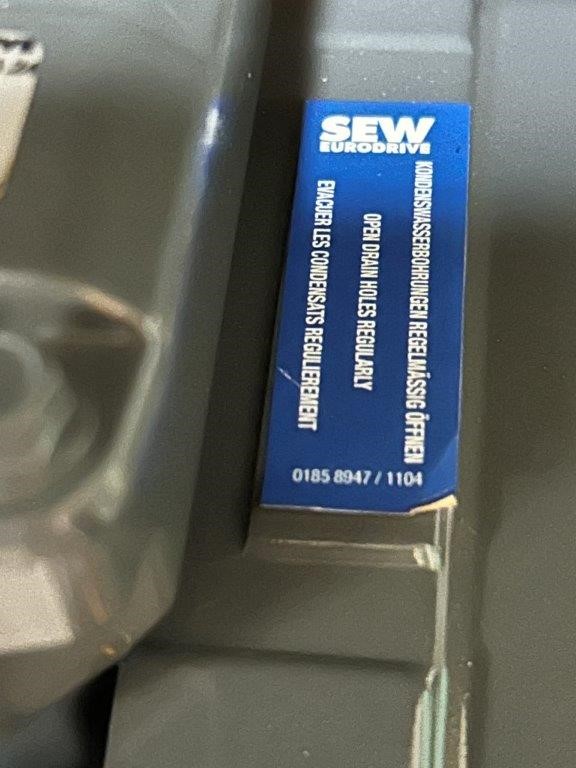 SEW
EURODRIVE
KONDENSWASSERBOHRUNGEN REGELMÄSSIG ÖFFNEN
OPEN DRAIN HOLES REGULARLY
EVACUER LES CONDENSATS REGULIEREMENT
0185 8947 / 1104